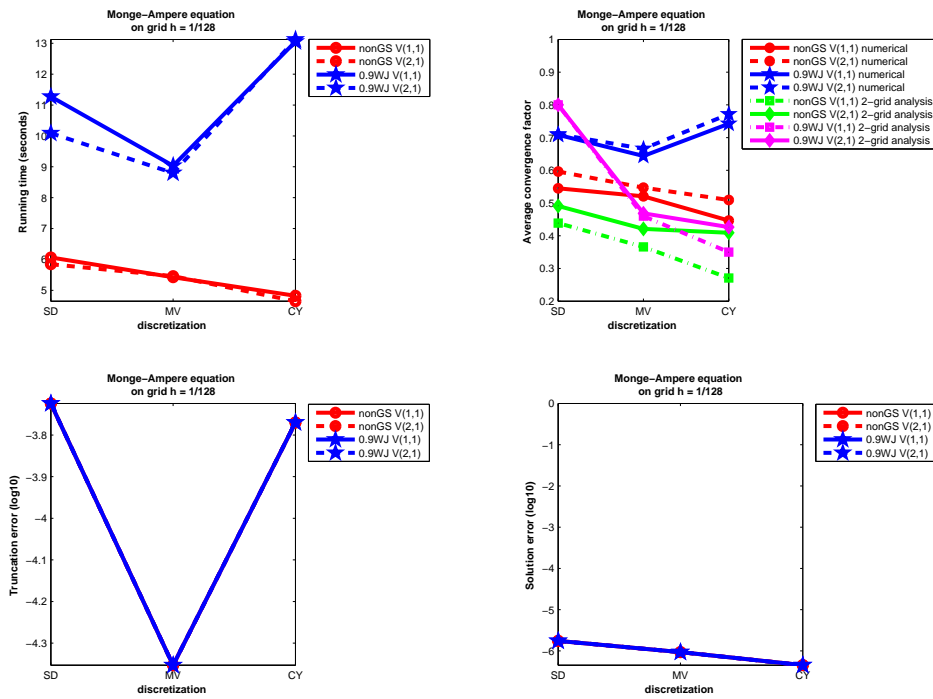 Monge-Ampere equation
on grid h = 1/128
13
12
11
10
9
8
7
6
5
Running time (seconds)
SD
MV
CY
discretization
nonGS V(1,1)
nonGS V(2,1)
0.9WJ V(1,1)
0.9WJ V(2,1)
Monge-Ampere equation
on grid h = 1/128
1
0.9
0.8
0.7
0.6
0.5
0.4
0.3
0.2
Average convergence factor
SD
MV
CY
discretization
nonGS V(1,1) numerical
nonGS V(2,1) numerical
0.9WJ V(1,1) numerical
0.9WJ V(2,1) numerical
nonGS V(1,1) 2-grid analysis
nonGS V(2,1) 2-grid analysis
0.9WJ V(1,1) 2-grid analysis
0.9WJ V(2,1) 2-grid analysis
Monge-Ampere equation
on grid h = 1/128
-3.8
-3.9
-4
-4.1
-4.2
-4.3
Truncation error (log10)
SD
MV
CY
discretization
nonGS V(1,1)
nonGS V(2,1)
0.9WJ V(1,1)
0.9WJ V(2,1)
Monge-Ampere equation
on grid h = 1/128
0
-1
-2
-3
-4
-5
-6
Solution error (log10)
SD
MV
CY
discretization
nonGS V(1,1)
nonGS V(2,1)
0.9WJ V(1,1)
0.9WJ V(2,1)